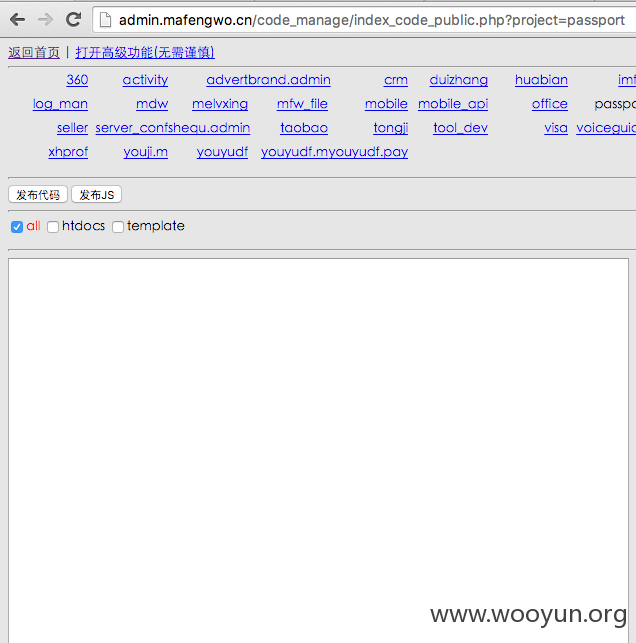 admin.mafengwo.cn/code_manage/index_code_public.php?project=passport
返回首页 | 打开高级功能(无需谨慎)
360 activity advertbrand.admin crm duizhang huabian imf
log_man mdw melvxing mfw_file mobile mobile_api office passpo
seller server_confshequ.admin taobao tongji tool_dev visa voiceguid
xhprof youji.m youyudf youyudf.myouyudf.pay
发布代码 发布JS
all htdocs template
www.wooyun.org